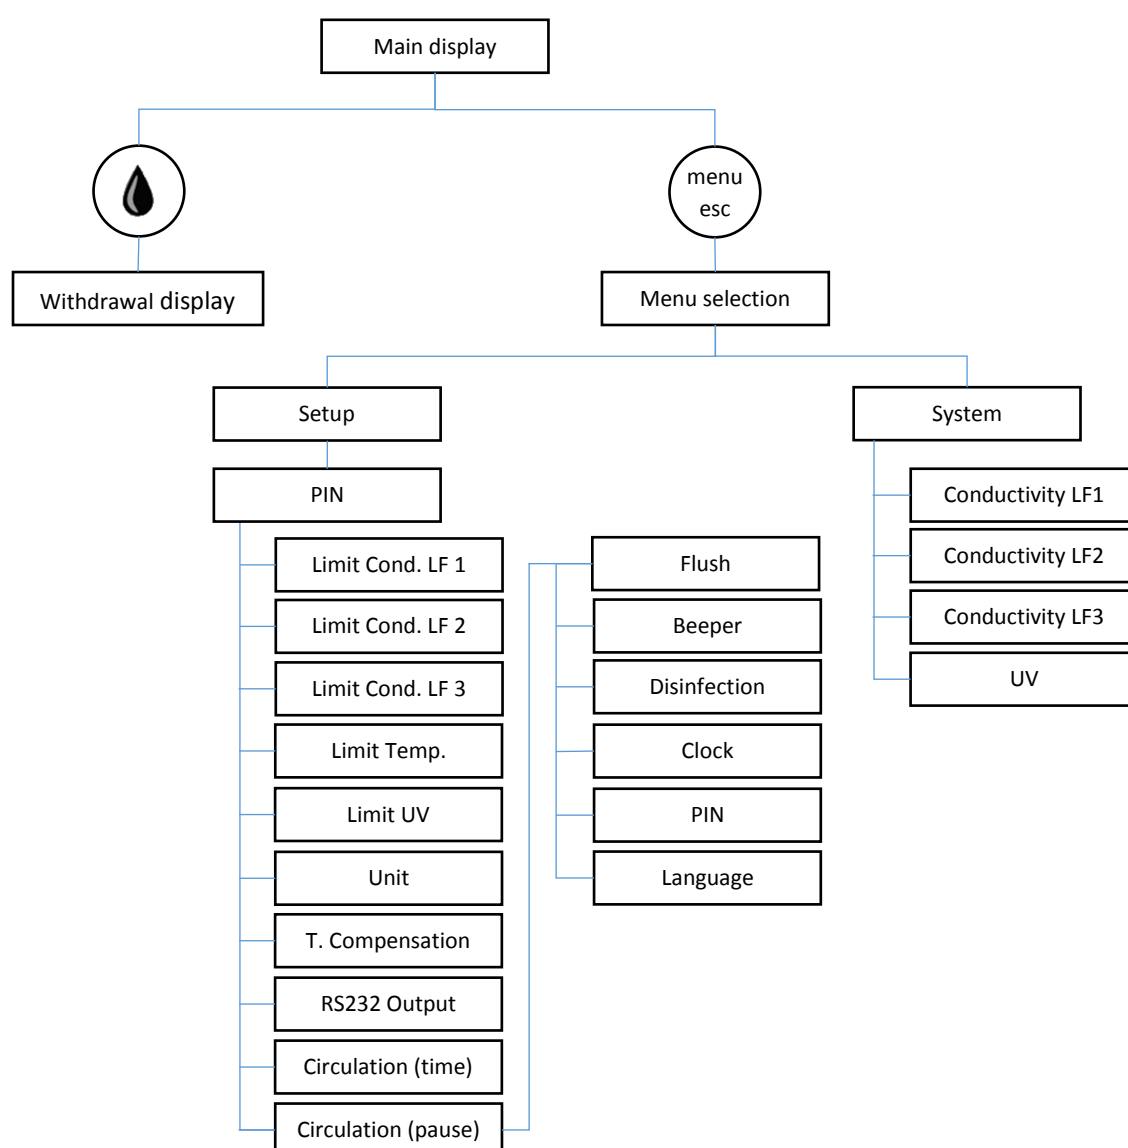 Main display
menu
esc
Withdrawal display
Menu selection
Setup
System
PIN
Conductivity LF1
Conductivity LF2
Conductivity LF3
UV
Limit Cond. LF 1
Limit Cond. LF 2
Limit Cond. LF 3
Limit Temp.
Limit UV
Unit
T. Compensation
RS232 Output
Circulation (time)
Circulation (pause)
Flush
Beeper
Disinfection
Clock
PIN
Language